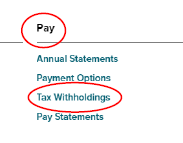 Pay
Annual Statements
Payment Options
Tax Withholdings
Pay Statements